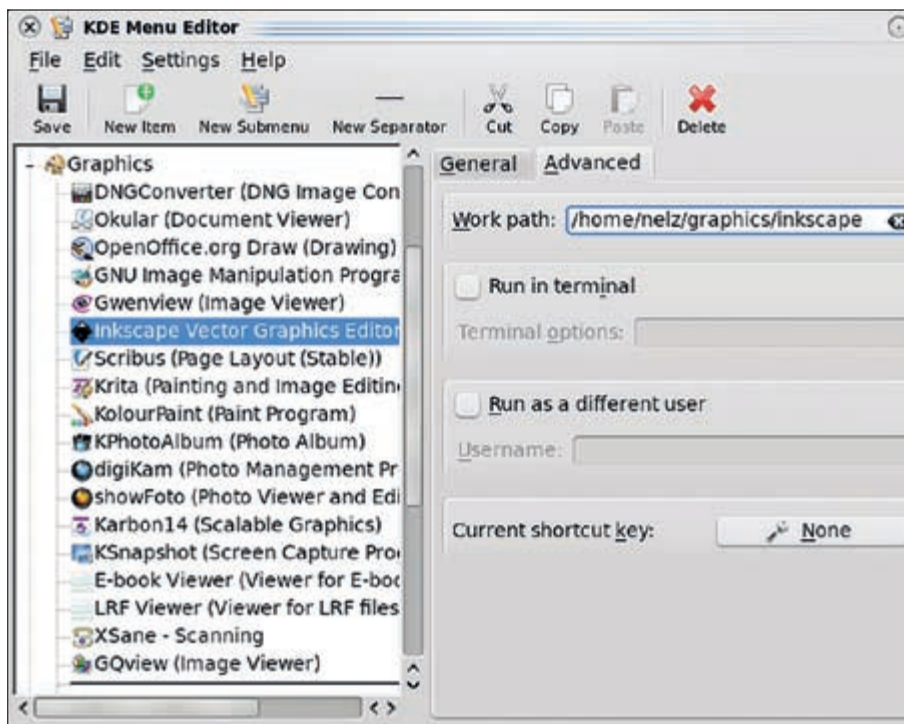 KDE Menu Editor
File Edit Settings Help
Save New Item New Submenu New Separator Cut Copy Paste Delete
Graphics
DNGConverter (DNG Image Con
Okular (Document Viewer)
OpenOffice.org Draw (Drawing)
GNU Image Manipulation Progra
Gwenview (Image Viewer)
Inkscape Vector Graphics Editor
Scribus (Page Layout (Stable))
Krita (Painting and Image Editin
KolourPaint (Paint Program)
KPhotoAlbum (Photo Album)
digiKam (Photo Management Pr
showFoto (Photo Viewer and Edi
Karbon14 (Scalable Graphics)
KSnapshot (Screen Capture Pro
E-book Viewer (Viewer for E-boo
LRF Viewer (Viewer for LRF files
XSane - Scanning
GQview (Image Viewer)
General Advanced
Work path: /home/nelz/graphics/inkscape
Run in terminal
Terminal options:
Run as a different user
Username:
Current shortcut key: None